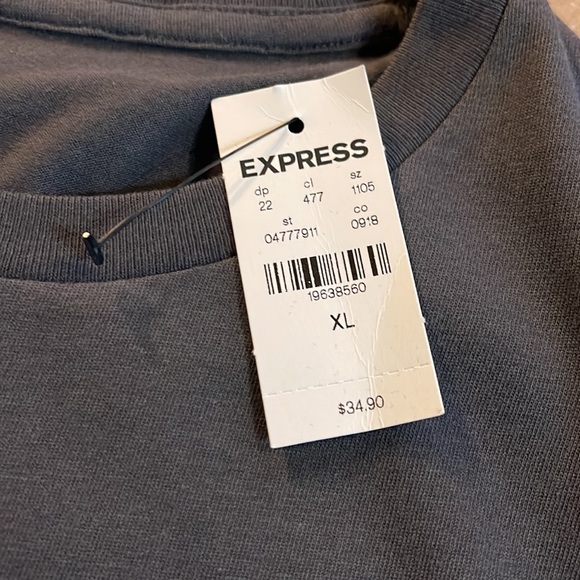 EXPRESS
dp cl sz
22 477 1105
st co
04777911 0918
19638560
XL
$34.90